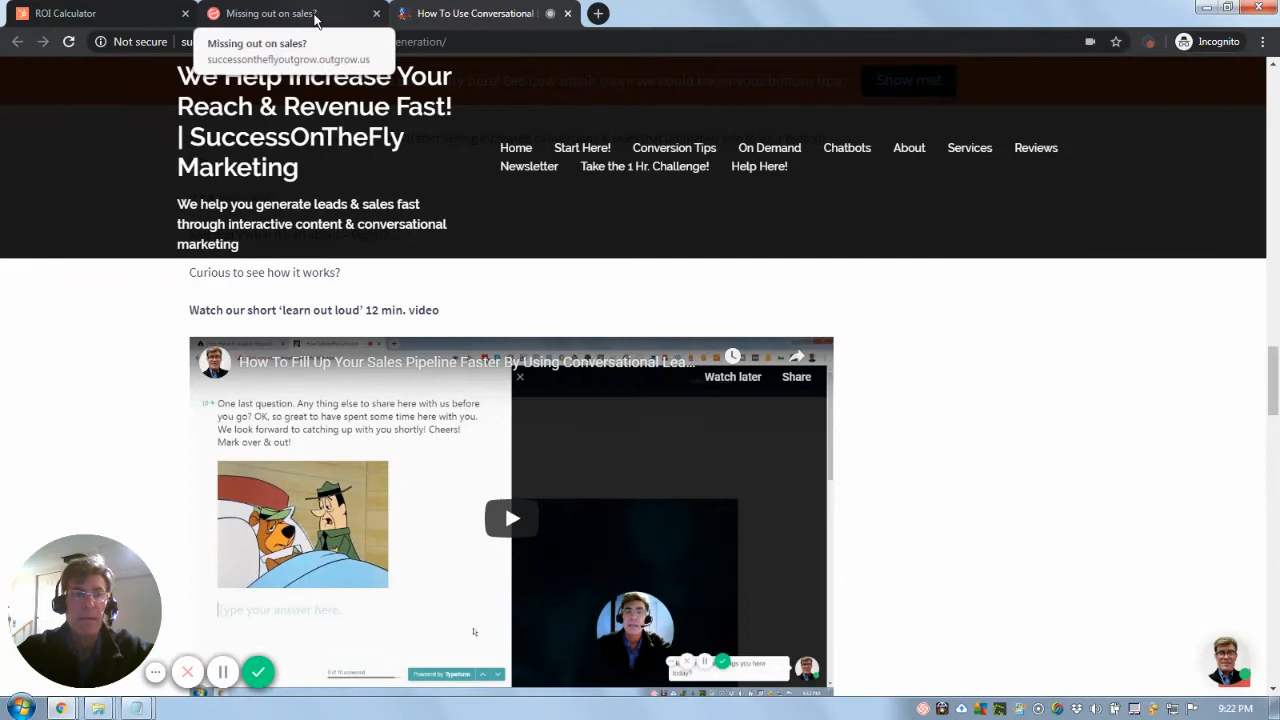 ROI Calculator
Missing out on sales?
How To Use Conversational
Not secure
eneration/
Incognito
Missing out on sales?
successontheflyoutgrow.outgrow.us
Show me!
We Help Increase Your
Reach & Revenue Fast!
| SuccessOnTheFly
Marketing
Home Start Here! Conversion Tips On Demand Chatbots About Services Reviews
Newsletter Take the 1 Hr. Challenge! Help Here!
We help you generate leads & sales fast
through interactive content & conversational
marketing
Curious to see how it works?
Watch our short ‘learn out loud’ 12 min. video
How To Fill Up Your Sales Pipeline Faster By Using Conversational Lea...
Watch later Share
10→ One last question. Any thing else to share here with us before
you go? OK, so great to have spent some time here with you.
We look forward to catching up with you shortly! Cheers!
Mark over & out!
Type your answer here.
Powered by Typeform
today?
9:22 PM